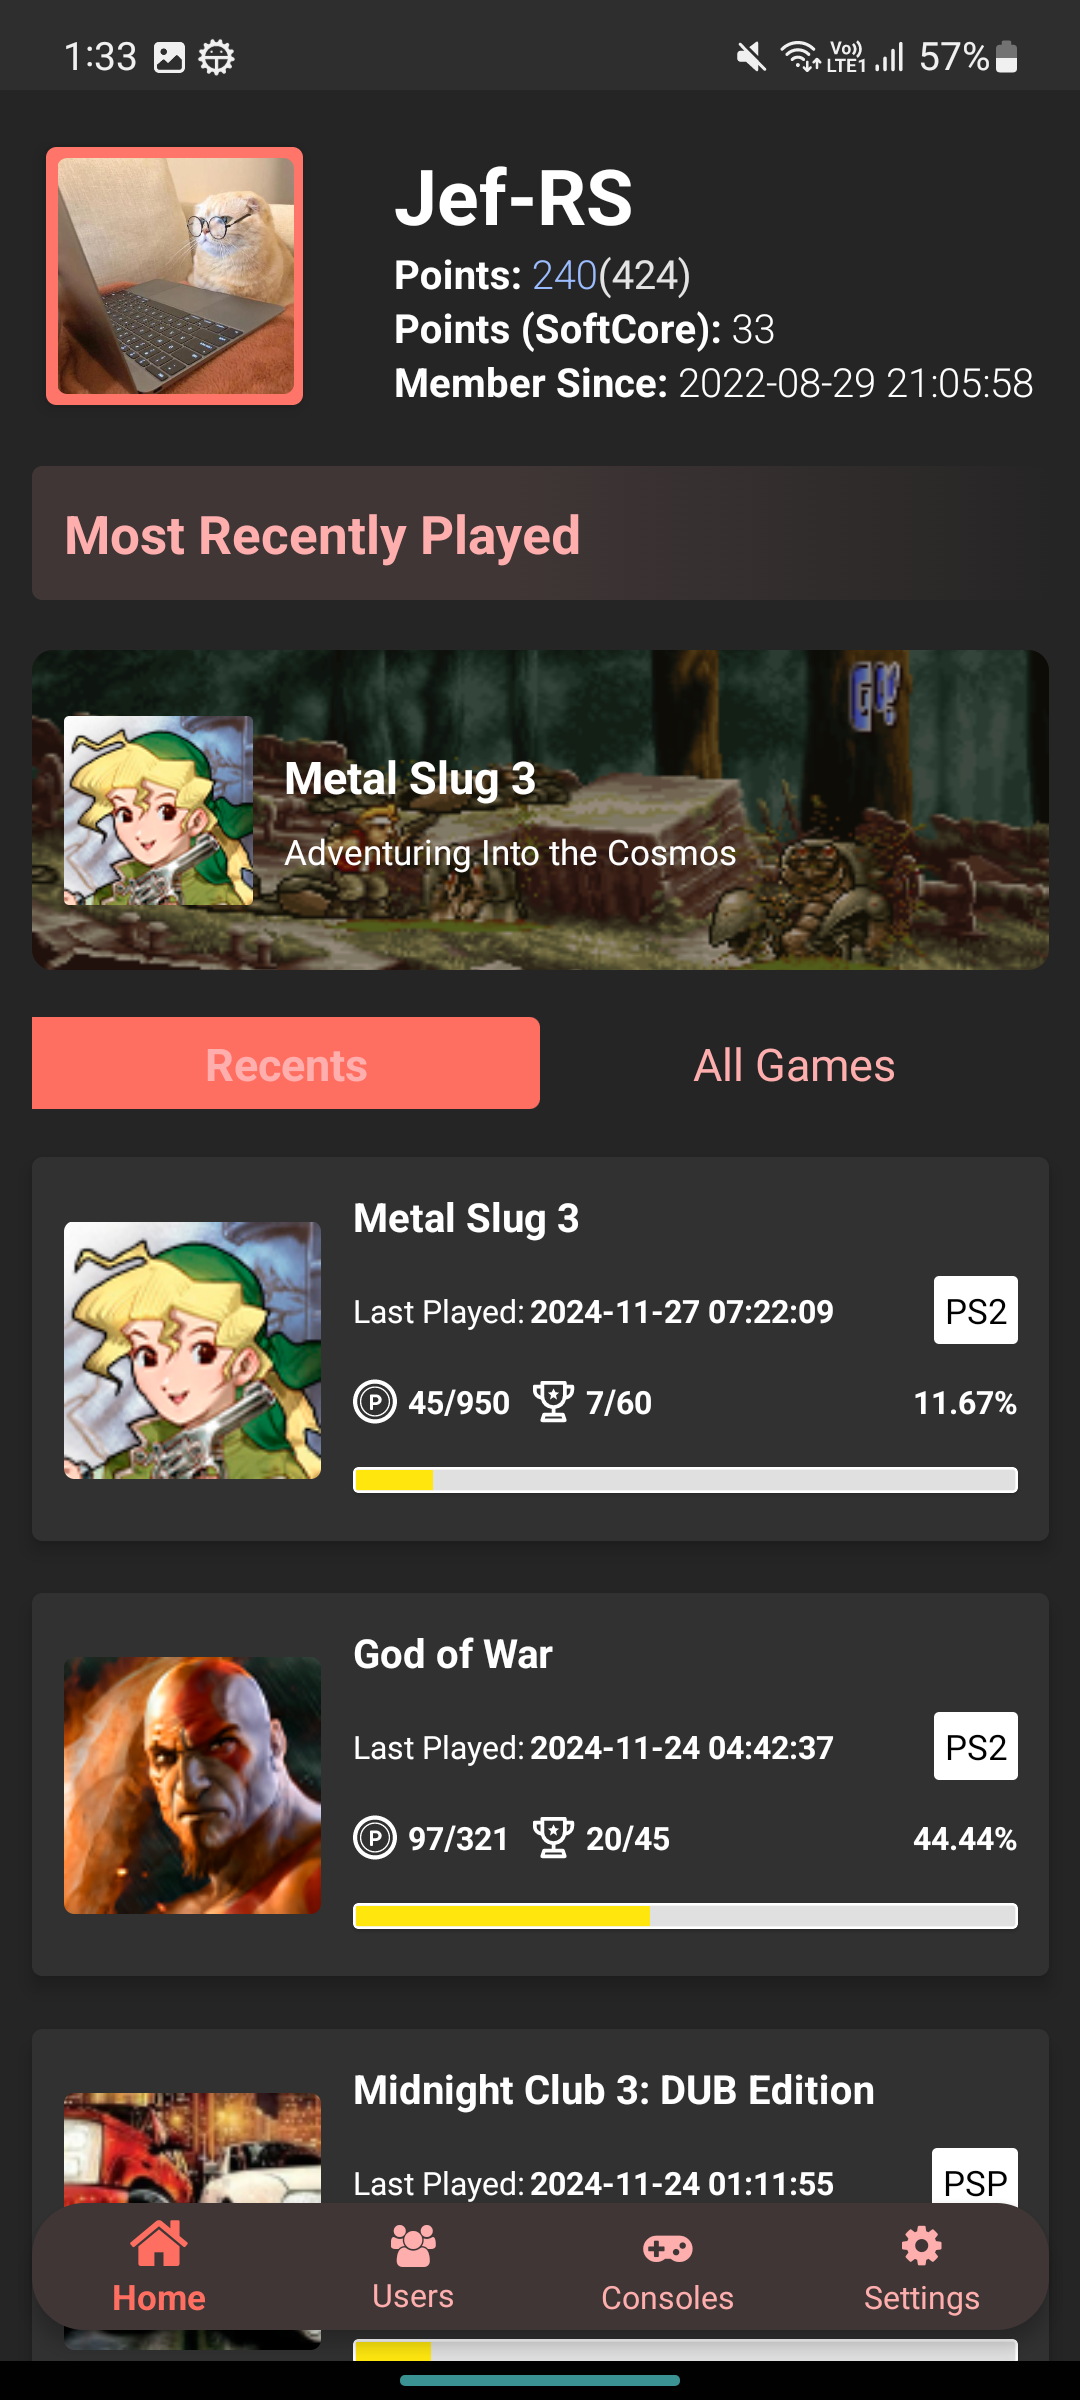 1:33
Vo))
LTE1
57%
Jef-RS
Points: 240(424)
Points (SoftCore): 33
Member Since: 2022-08-29 21:05:58
Most Recently Played
Metal Slug 3
Adventuring Into the Cosmos
Recents
All Games
Metal Slug 3
Last Played: 2024-11-27 07:22:09
PS2
P 45/950 7/60 11.67%
God of War
Last Played: 2024-11-24 04:42:37
PS2
P 97/321 20/45 44.44%
Midnight Club 3: DUB Edition
Last Played: 2024-11-24 01:11:55
PSP
Home
Users
Consoles
Settings